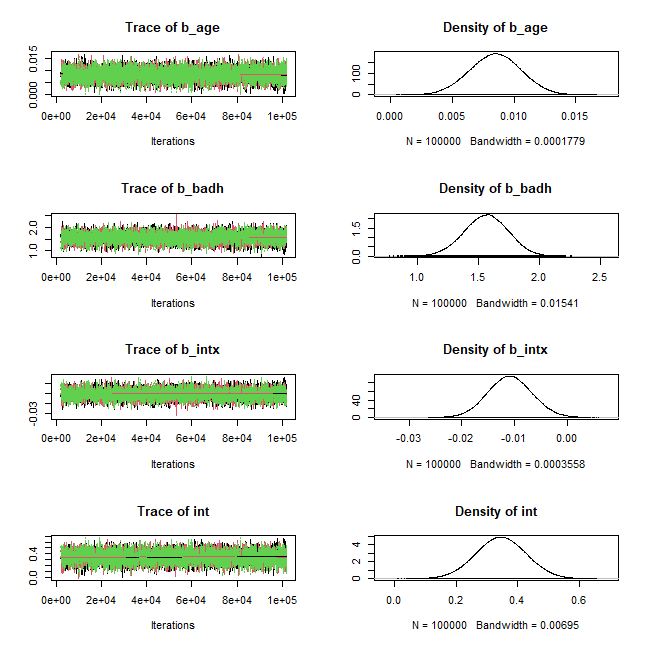 Trace of b_age
Density of b_age
0.000 0.015
0 100
0e+00 2e+04 4e+04 6e+04 8e+04 1e+05
0.000 0.005 0.010 0.015
Iterations
N = 100000 Bandwidth = 0.0001779
Trace of b_badh
Density of b_badh
1.0 2.0
0.0 1.5
0e+00 2e+04 4e+04 6e+04 8e+04 1e+05
1.0 1.5 2.0 2.5
Iterations
N = 100000 Bandwidth = 0.01541
Trace of b_intx
Density of b_intx
-0.03
0 40
0e+00 2e+04 4e+04 6e+04 8e+04 1e+05
-0.03 -0.02 -0.01 0.00
Iterations
N = 100000 Bandwidth = 0.0003558
Trace of int
Density of int
0.0 0.4
0 2 4
0e+00 2e+04 4e+04 6e+04 8e+04 1e+05
0.0 0.2 0.4 0.6
Iterations
N = 100000 Bandwidth = 0.00695